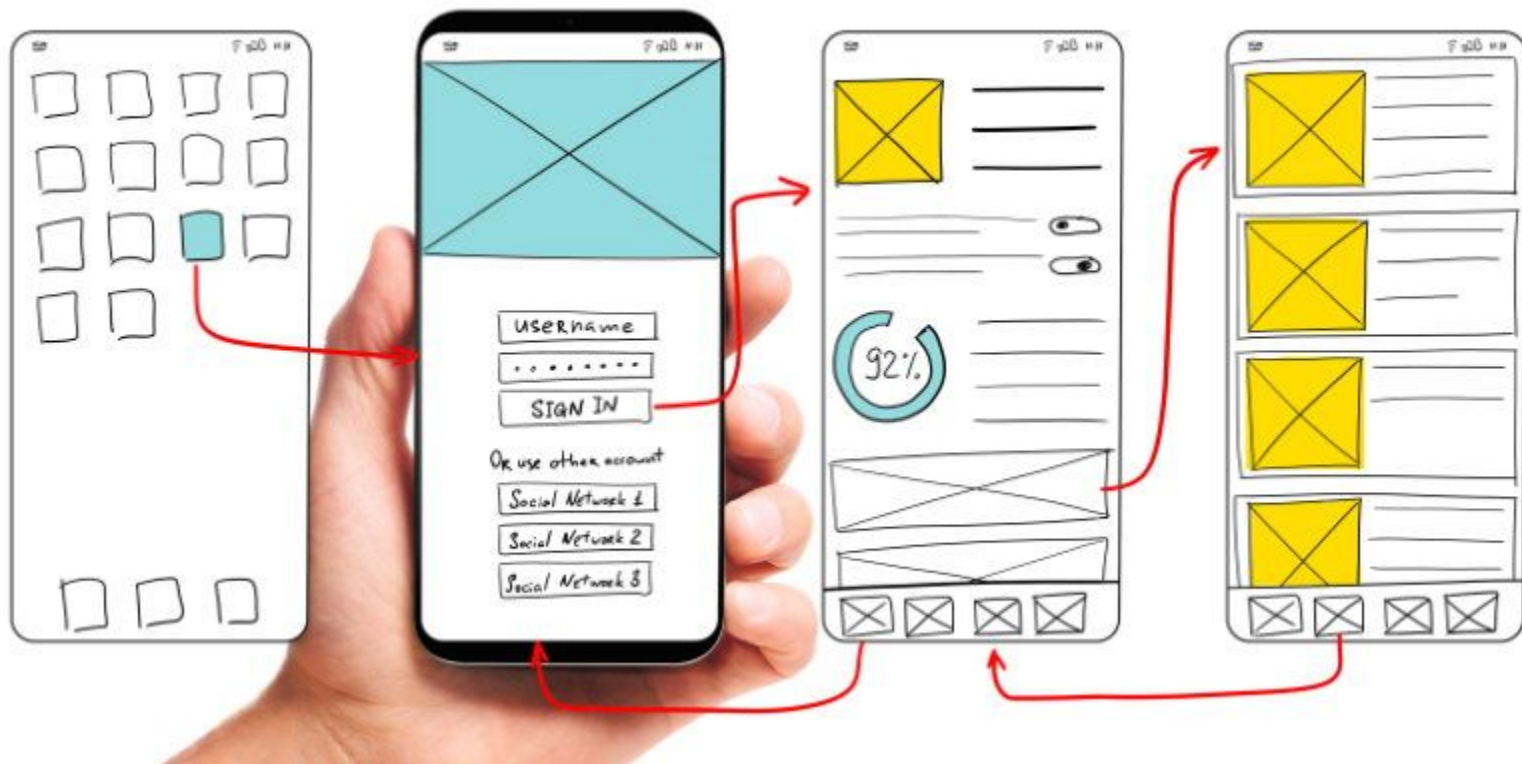 username
SIGN IN
Or use other account
Social Network 1
Social Network 2
Social Network 3
92%